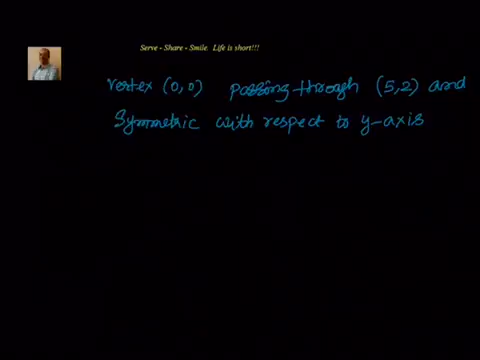 Serve - Share - Smile. Life is short!!!
Vertex (0,0) passing through (5,2) and
Symmetric with respect to y-axis